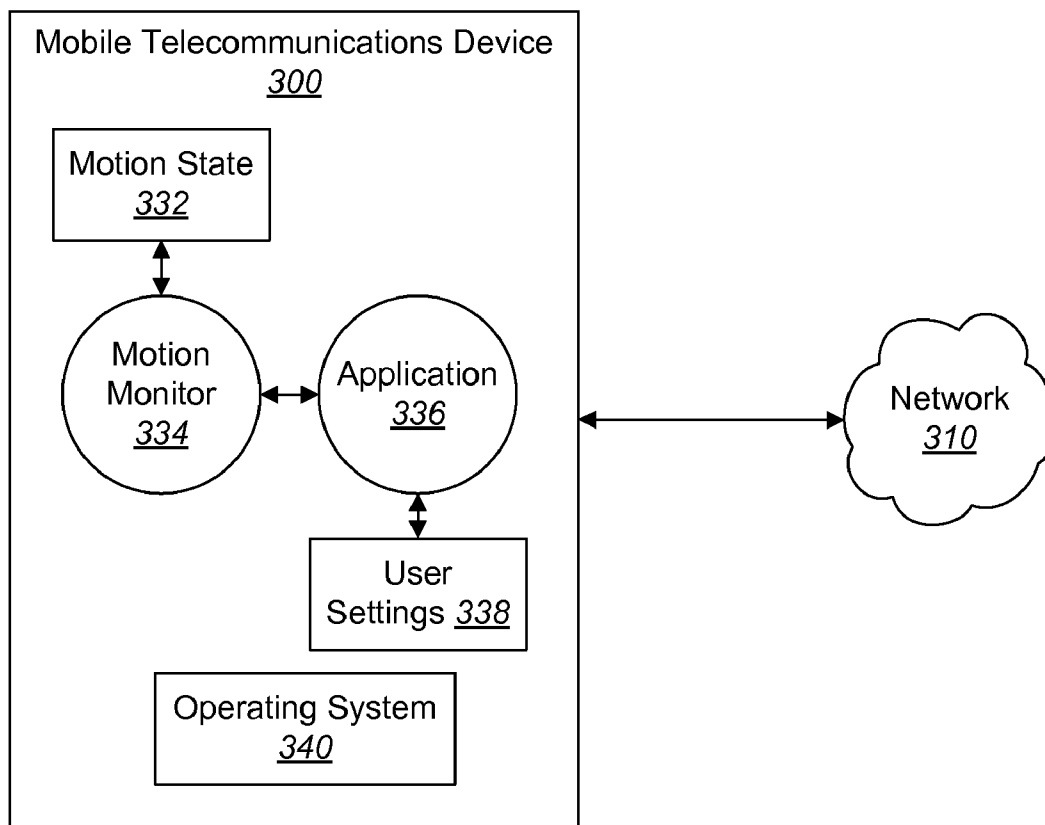 Mobile Telecommunications Device
300
Motion State
332
Motion
Monitor
334
Application
336
Network
310
User
Settings 338
Operating System
340